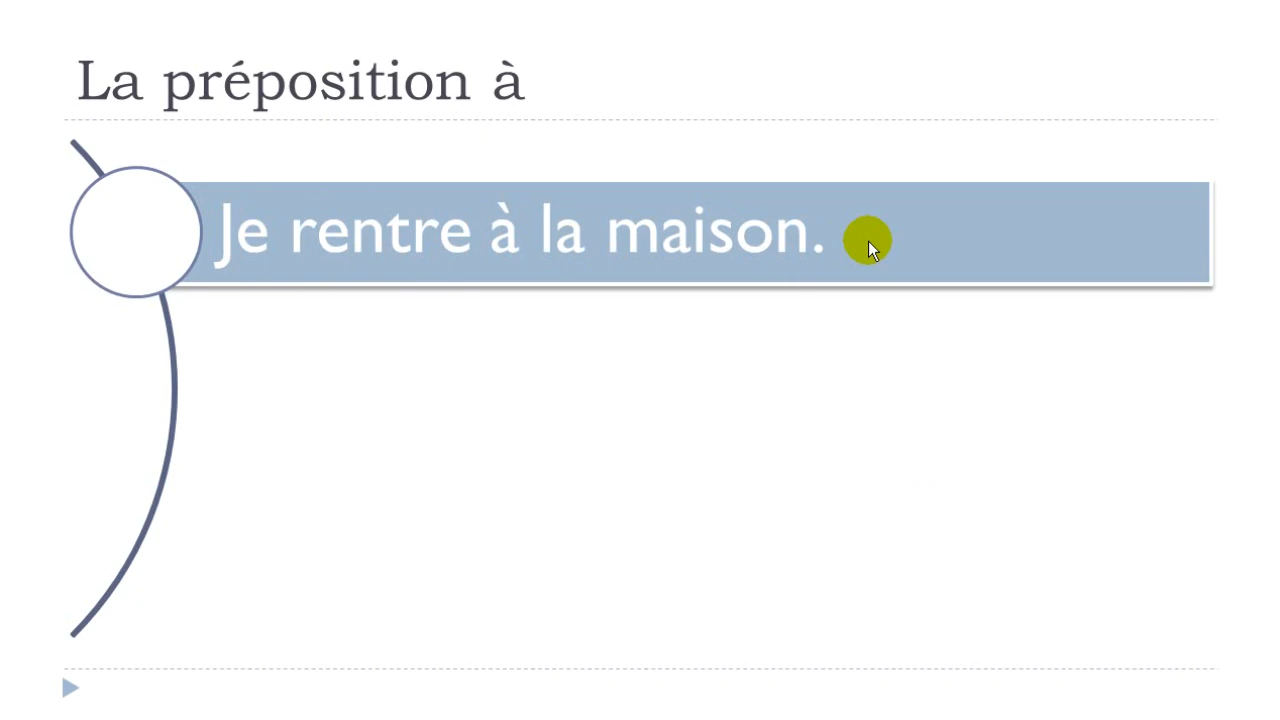 La préposition à
Je rentre à la maison.